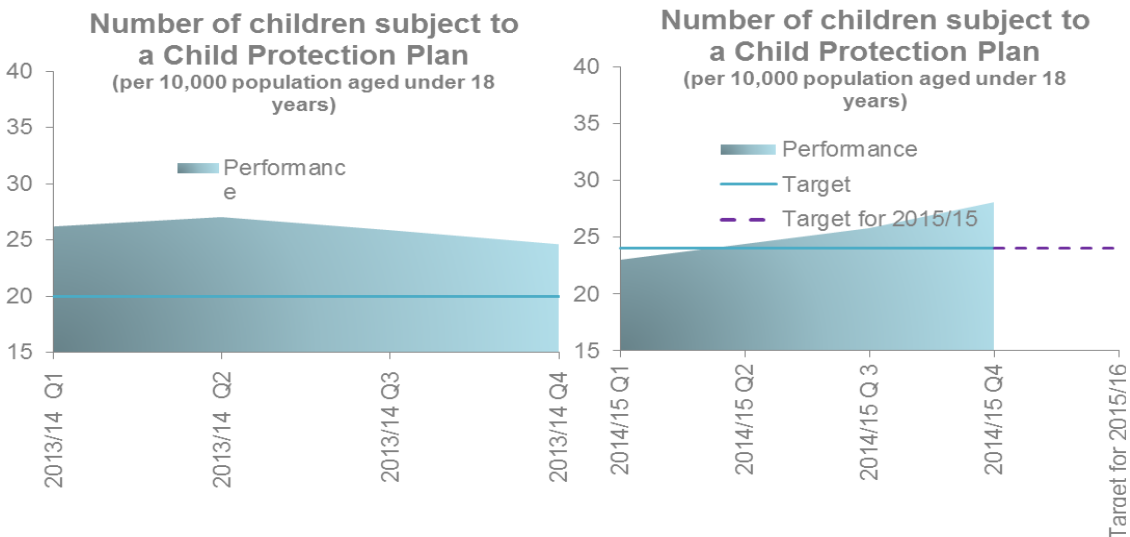 Number of children subject to
a Child Protection Plan
(per 10,000 population aged under 18
years)
40
35
30
25
20
15
Performanc
e
2013/14 Q1
2013/14 Q2
2013/14 Q3
2013/14 Q4
Number of children subject to
a Child Protection Plan
(per 10,000 population aged under 18
years)
40
35
30
25
20
15
Performance
Target
Target for 2015/15
2014/15 Q1
2014/15 Q2
2014/15 Q 3
2014/15 Q4
Target for 2015/16